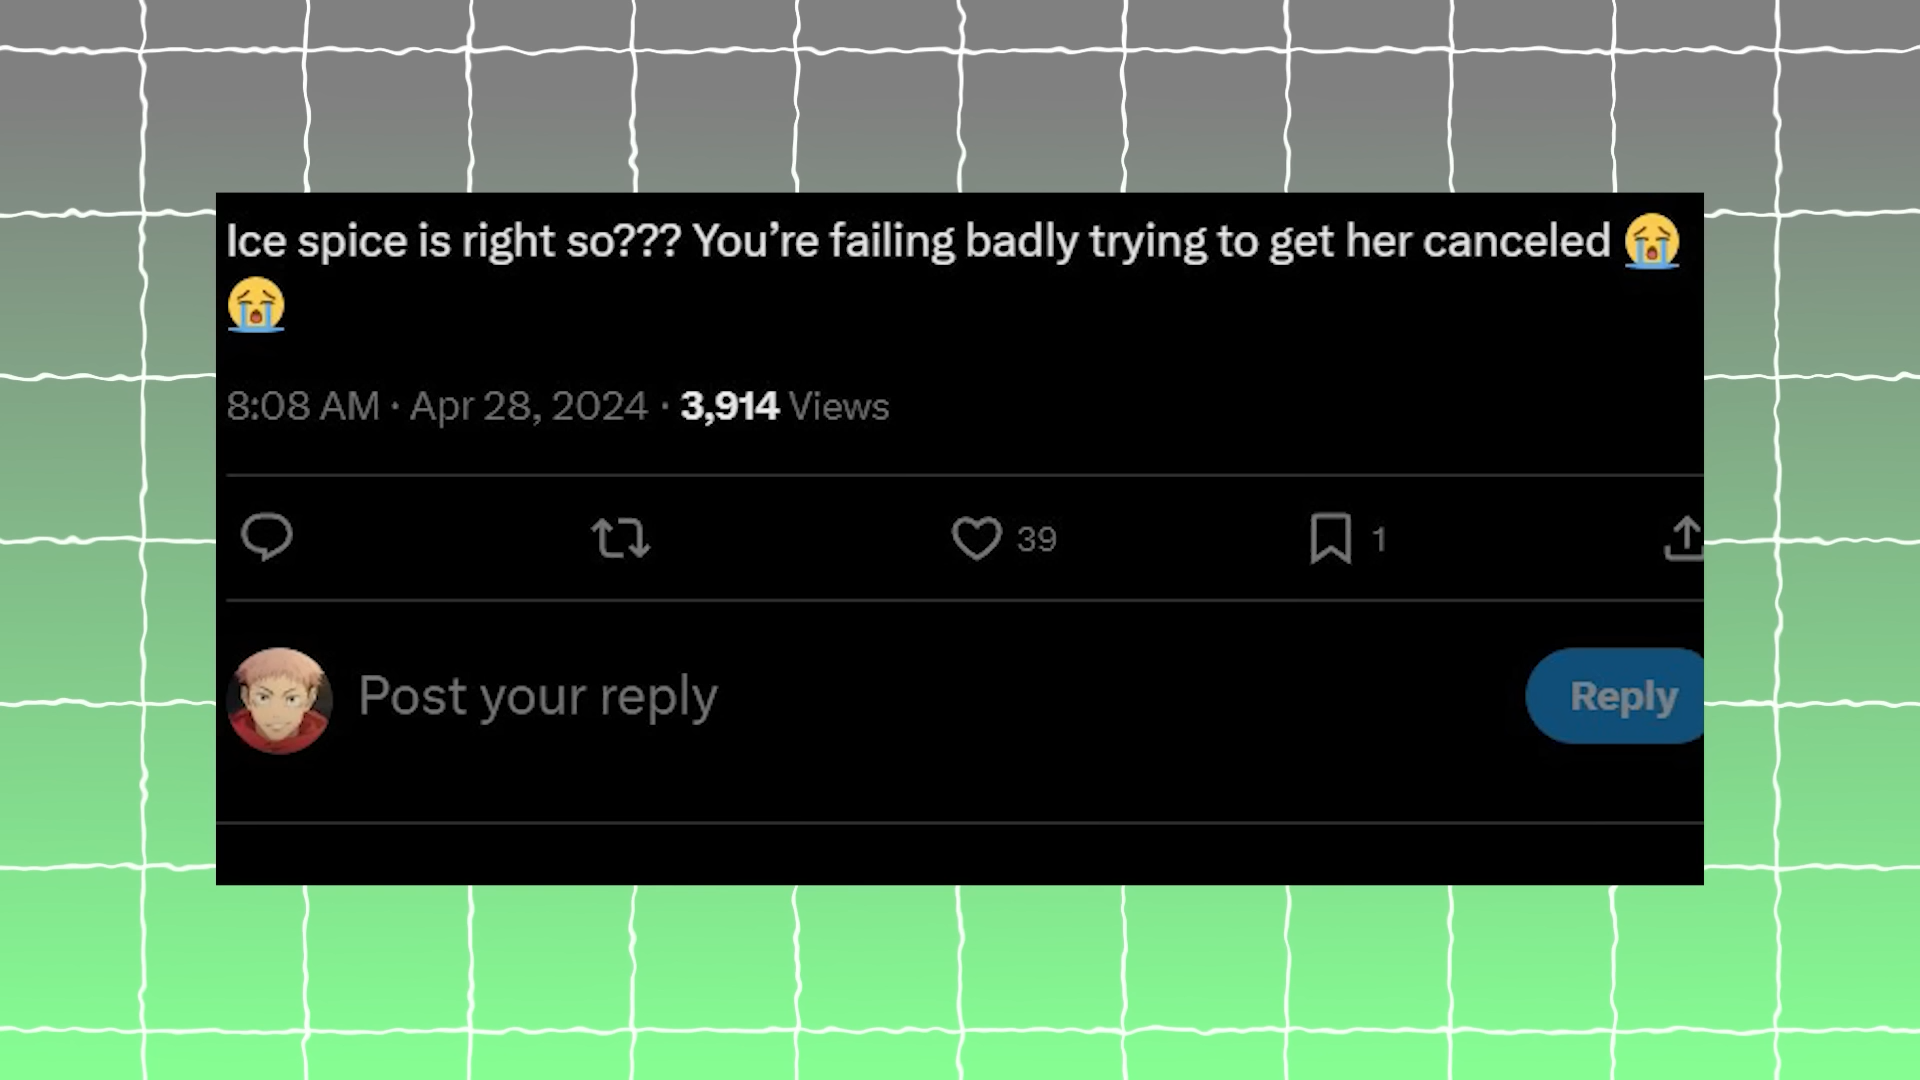 Ice spice is right so??? You’re failing badly trying to get her canceled 😭
😭
8:08 AM · Apr 28, 2024 · 3,914 Views
39 1
Post your reply Reply